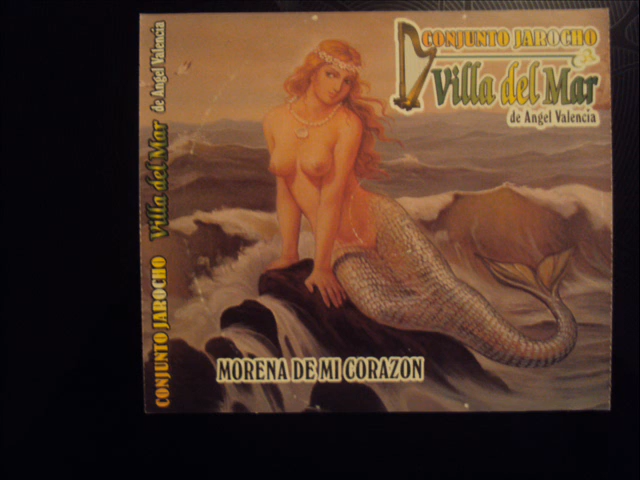 CONJUNTO JAROCHO
Villa del Mar
de Angel Valencia
MORENA DE MI CORAZON
CONJUNTO JAROCHO Villa del Mar de Angel Valencia